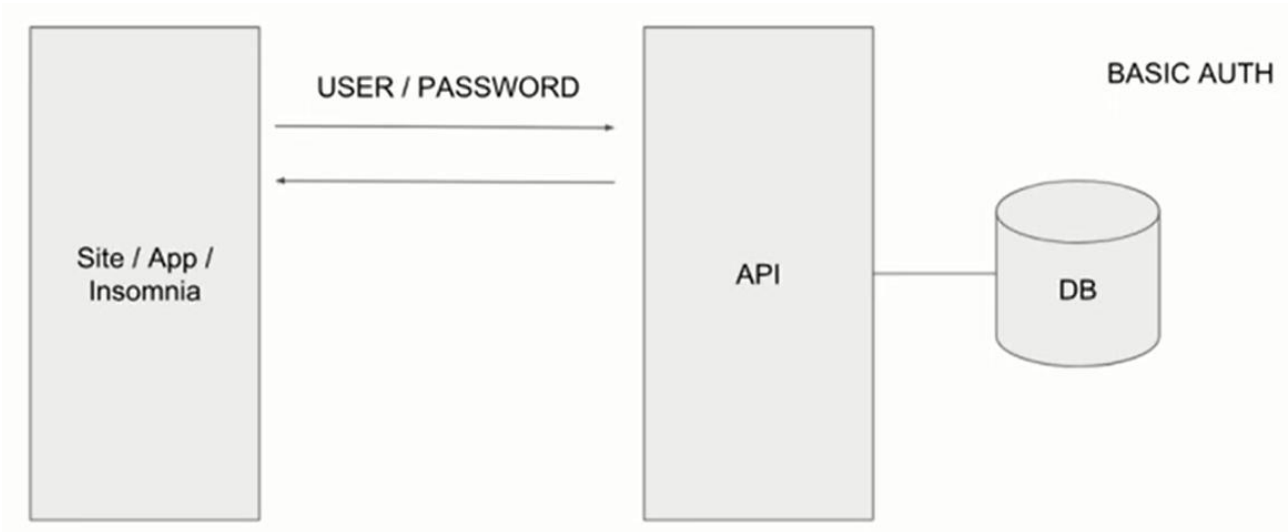 USER / PASSWORD
BASIC AUTH
Site / App /
Insomnia
API
DB